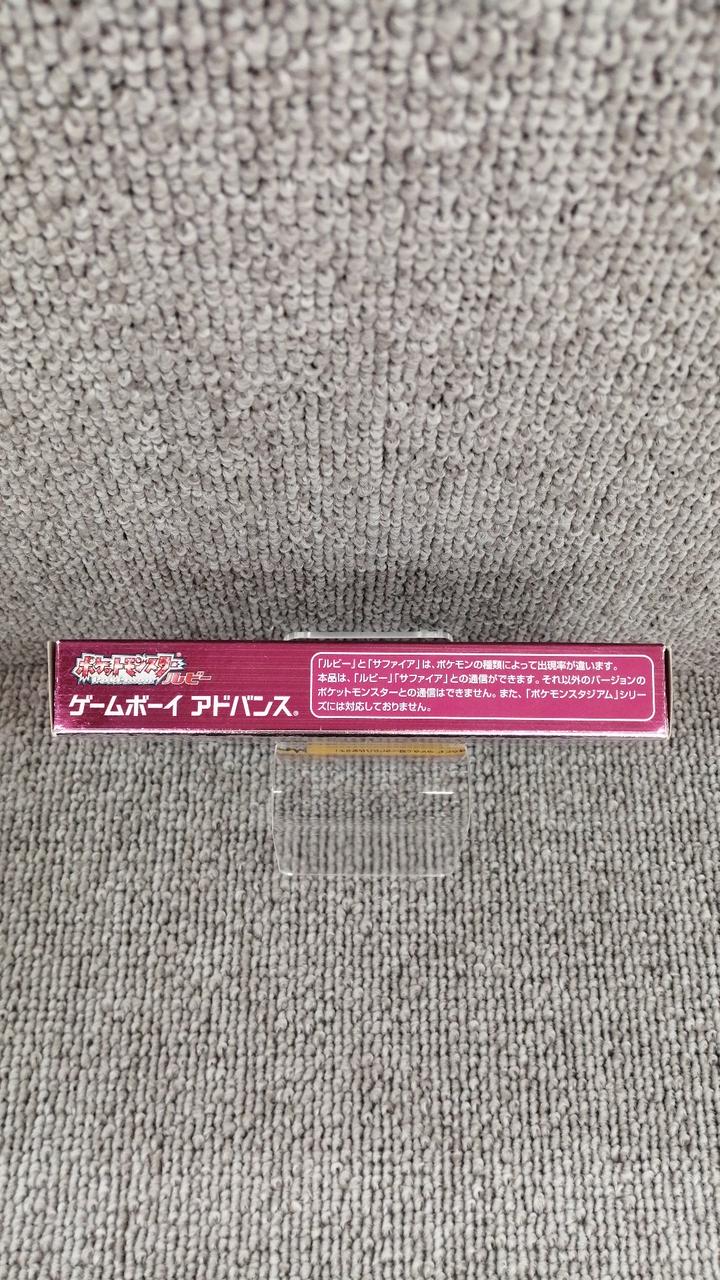 ポケットモンスター
ルビー
ゲームボーイ アドバンス®
「ルビー」と「サファイア」は、ポケモンの種類によって出現率が違います。
本品は、「ルビー」「サファイア」との通信ができます。それ以外のバージョンの
ポケットモンスターとの通信はできません。また、「ポケモンスタジアム」シリー
ズには対応しておりません。